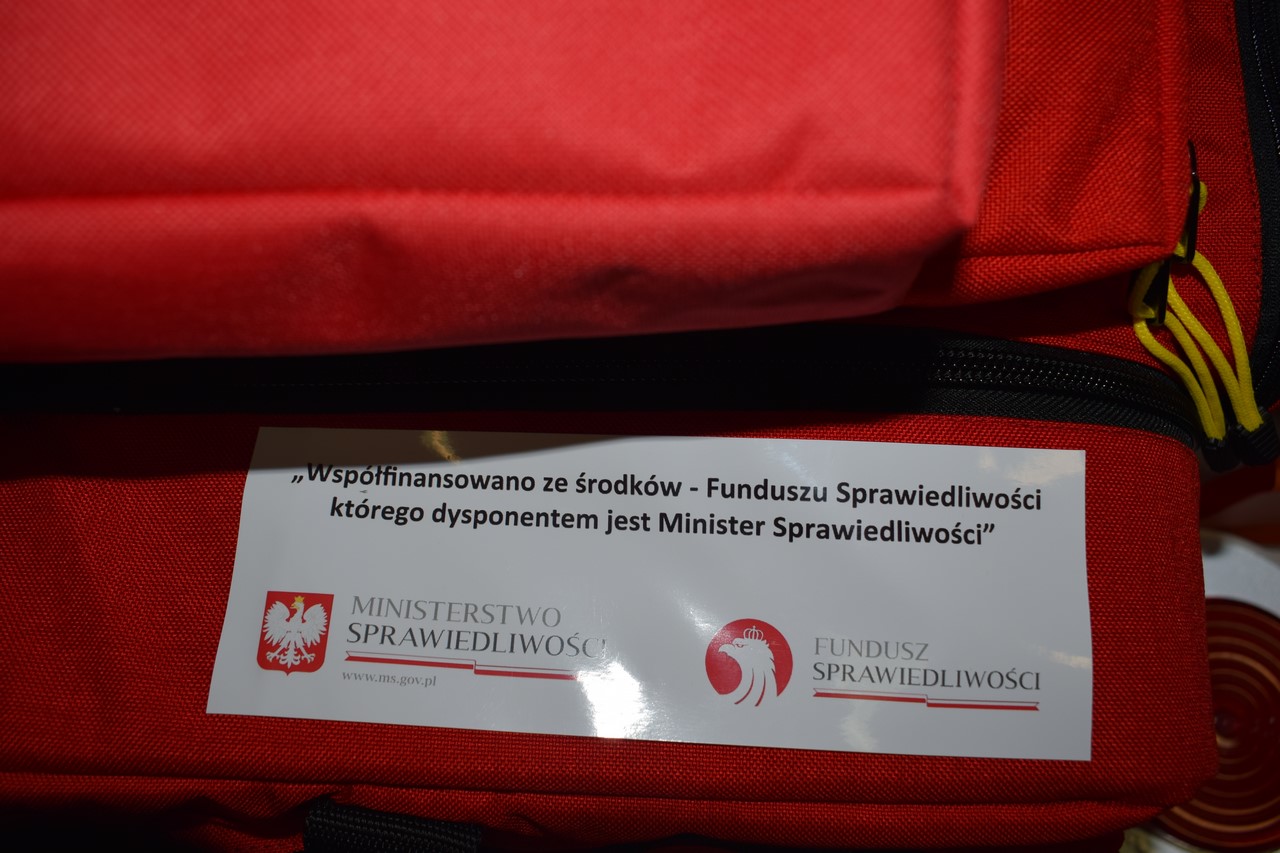 „Współfinansowano ze środków - Funduszu Sprawiedliwości
którego dysponentem jest Minister Sprawiedliwości”
MINISTERSTWO
SPRAWIEDLIWOŚCI
www.ms.gov.pl
FUNDUSZ
SPRAWIEDLIWOŚCI